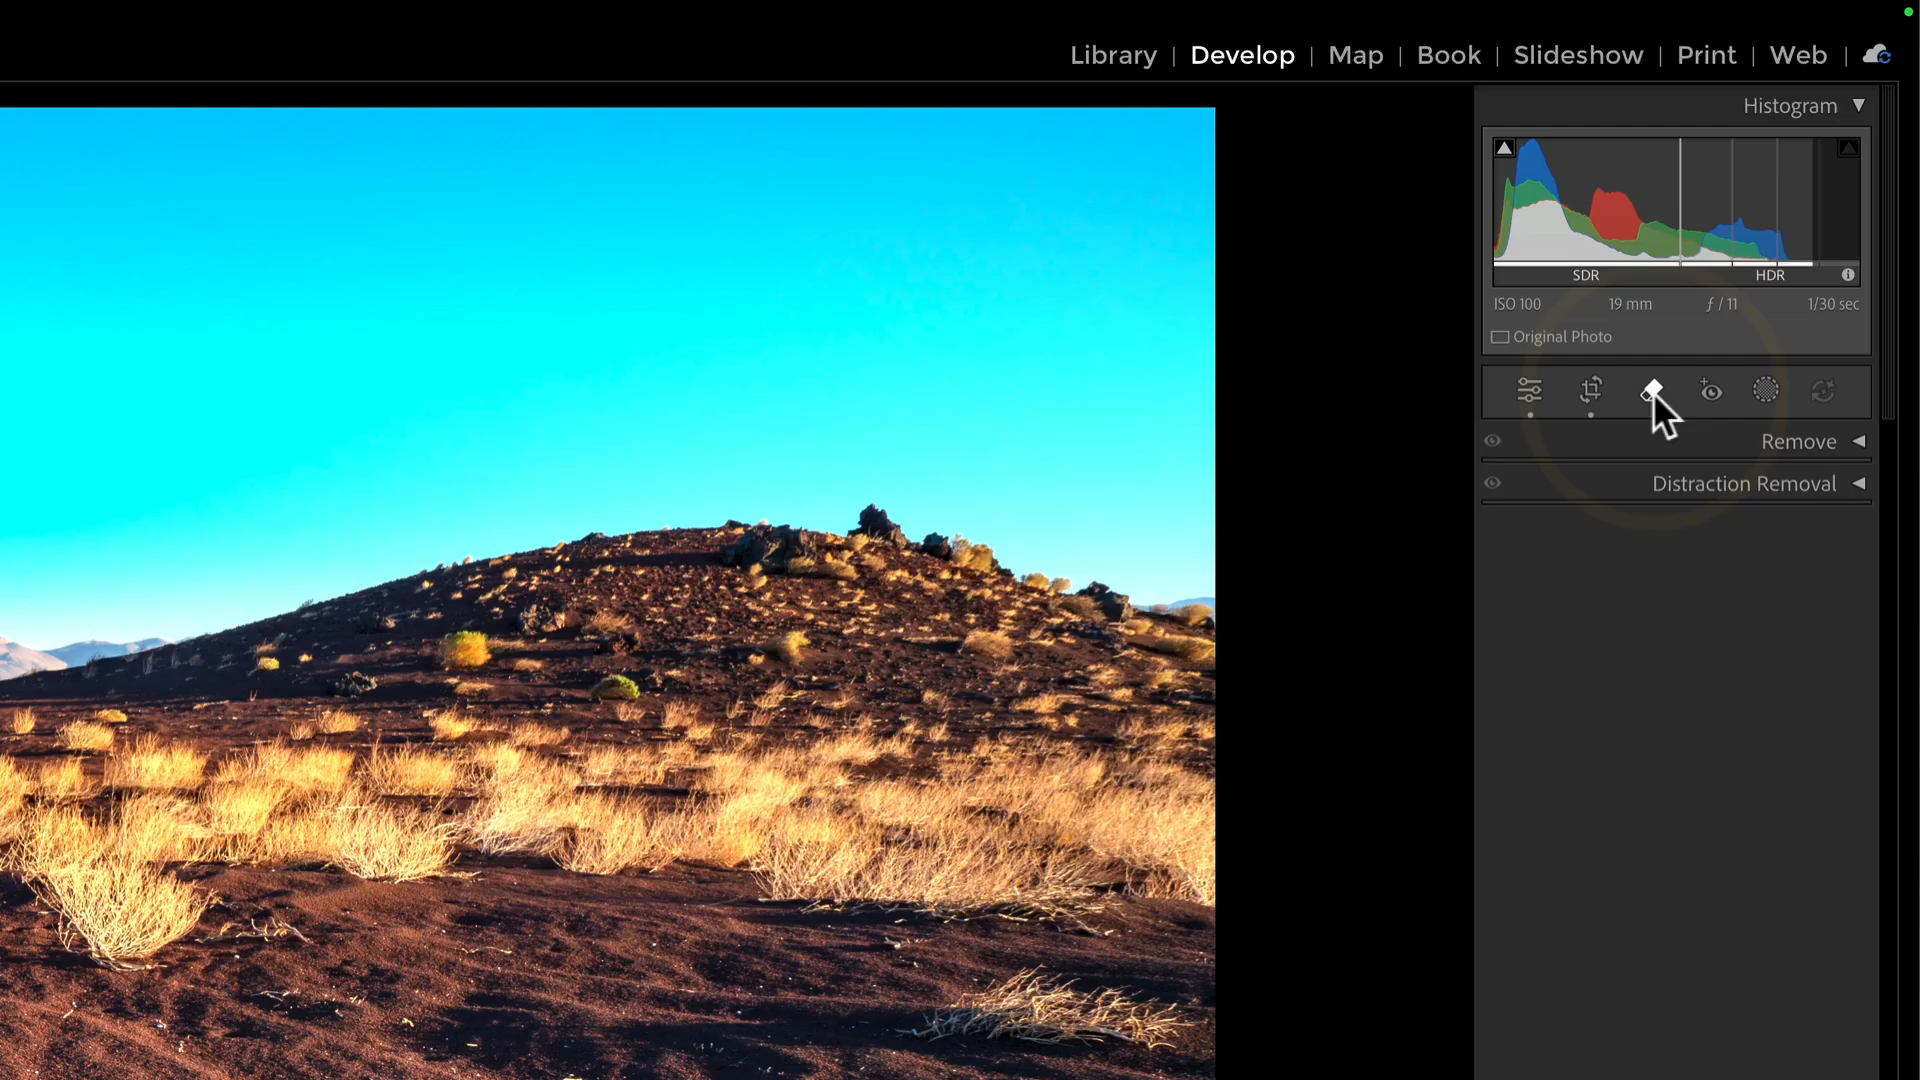 Library | Develop | Map | Book | Slideshow | Print | Web |
Histogram
SDR HDR
ISO 100 19 mm ƒ / 11 1/30 sec
Original Photo
Remove
Distraction Removal